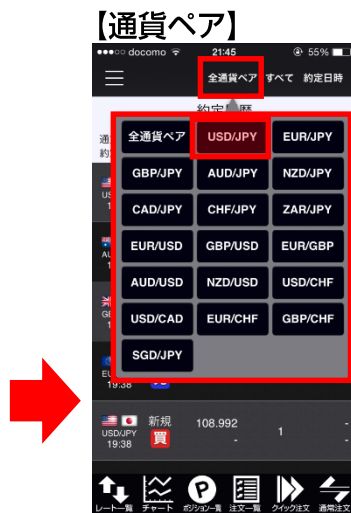 【通貨ペア】
docomo 21:45 55%
全通貨ペア すべて 約定日時
全通貨ペア USD/JPY EUR/JPY
GBP/JPY AUD/JPY NZD/JPY
CAD/JPY CHF/JPY ZAR/JPY
EUR/USD GBP/USD EUR/GBP
AUD/USD NZD/USD USD/CHF
USD/CAD EUR/CHF GBP/CHF
SGD/JPY
19:38
新規 108.992 -
USD/JPY 買 - 1 -
19:38
レート一覧 チャート ポジション一覧 注文一覧 クイック注文 通常注文